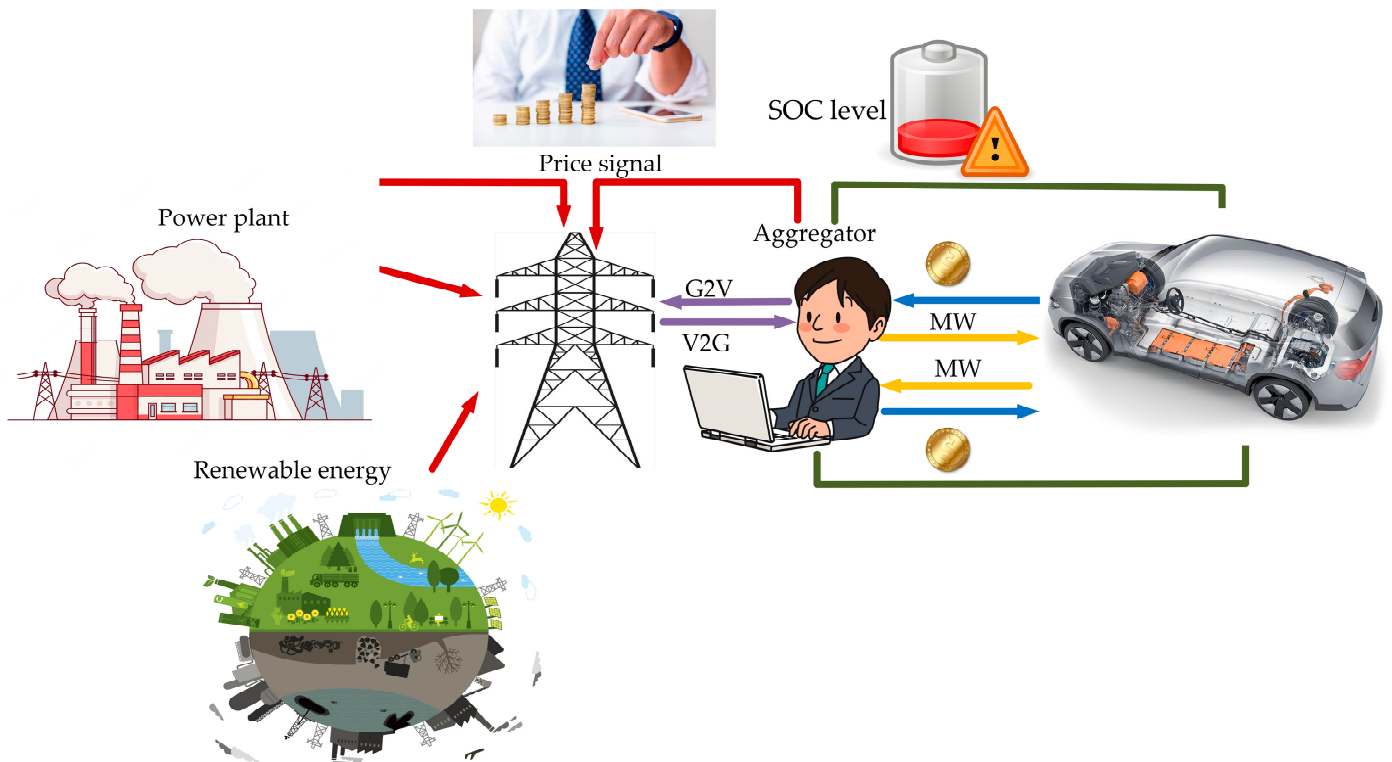 Price signal
SOC level
Power plant
Aggregator
G2V
MW
V2G
MW
Renewable energy